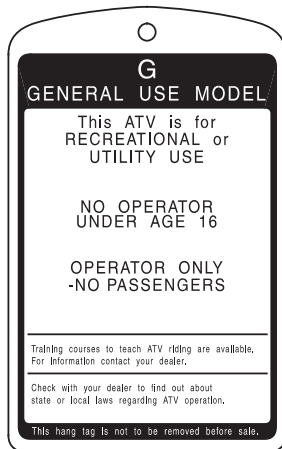 G
GENERAL USE MODEL
This ATV is for
RECREATIONAL or
UTILITY USE
NO OPERATOR
UNDER AGE 16
OPERATOR ONLY
-NO PASSENGERS
Training courses to teach ATV riding are available.
For information contact your dealer.
Check with your dealer to find out about
state or local laws regarding ATV operation.
This hang tag is not to be removed before sale.